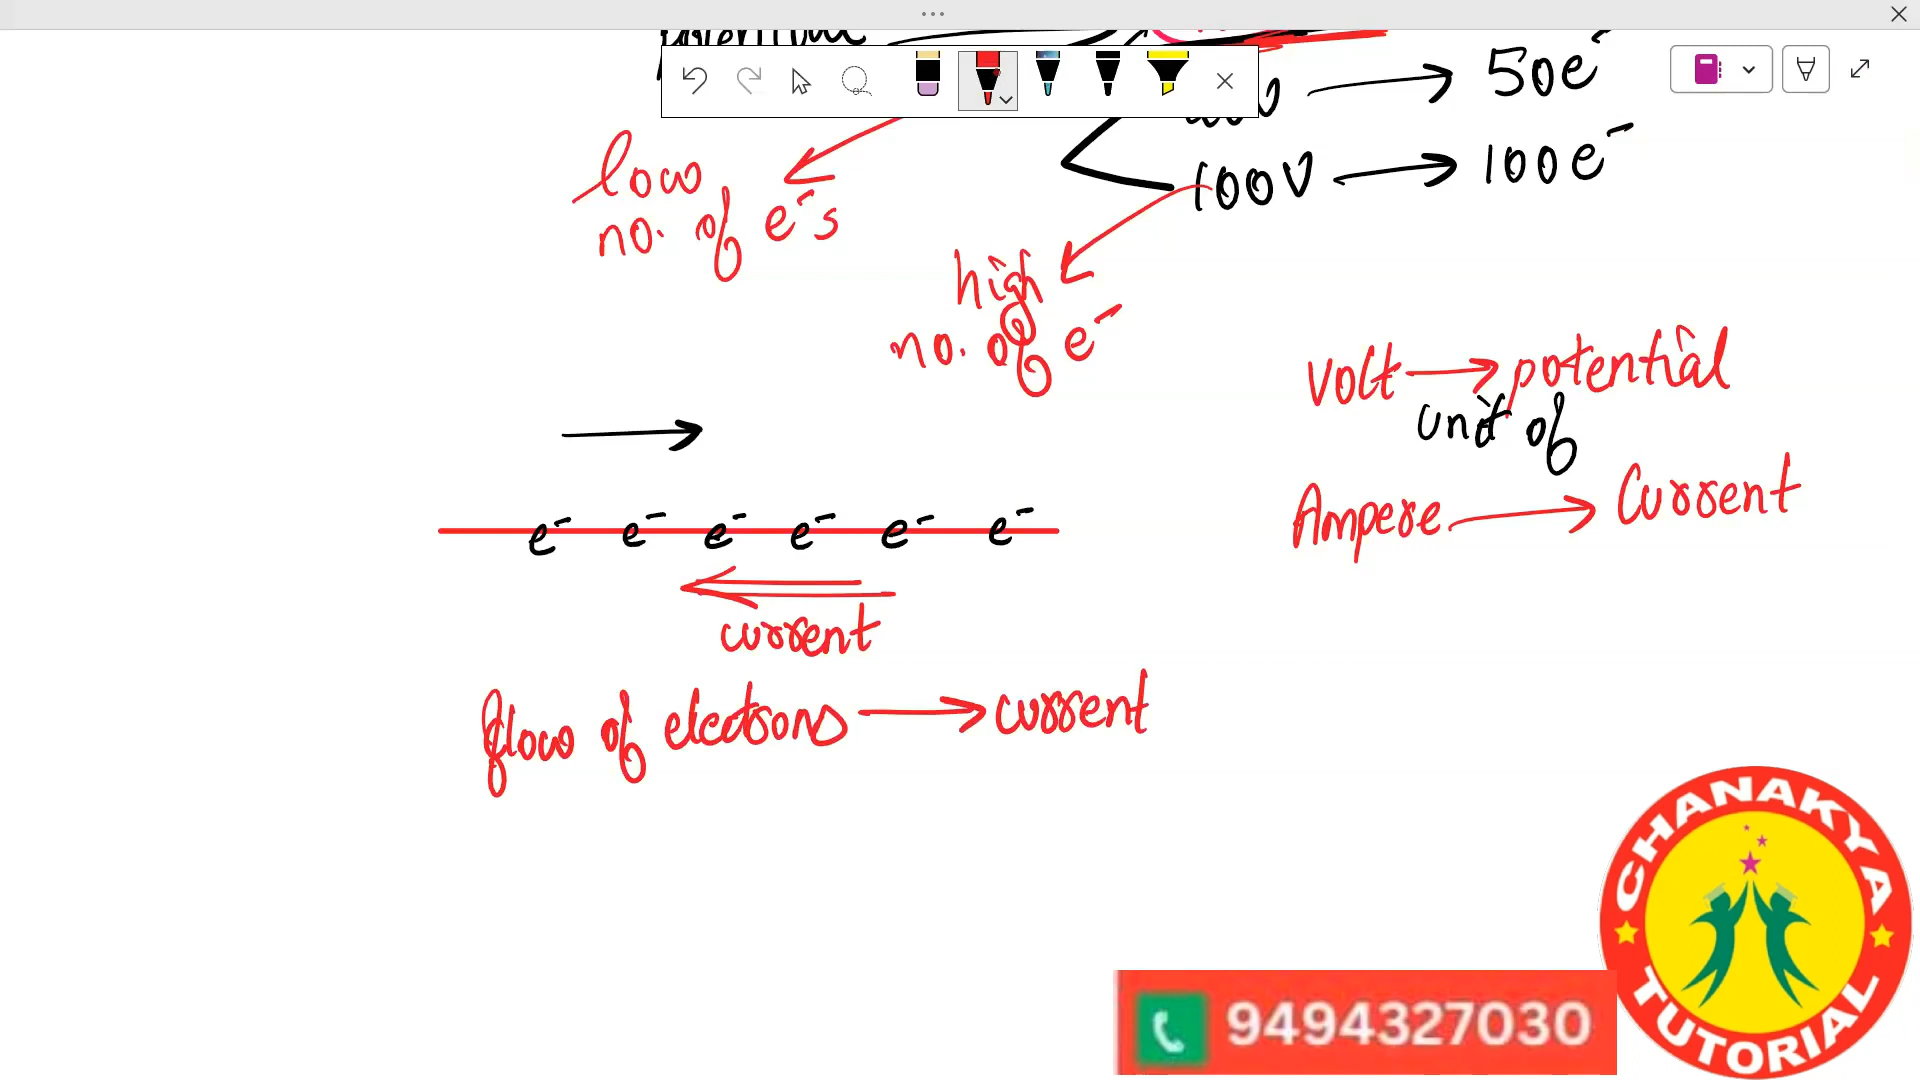 potential
50e⁻
100V → 100e⁻
low
no. of e⁻s
high
no. of e⁻
Volt → potential
unit of
Ampere → Current
e⁻ e⁻ e⁻ e⁻ e⁻ e⁻
current
flow of electrons → current
CHANAKYA
TUTORIAL
9494327030